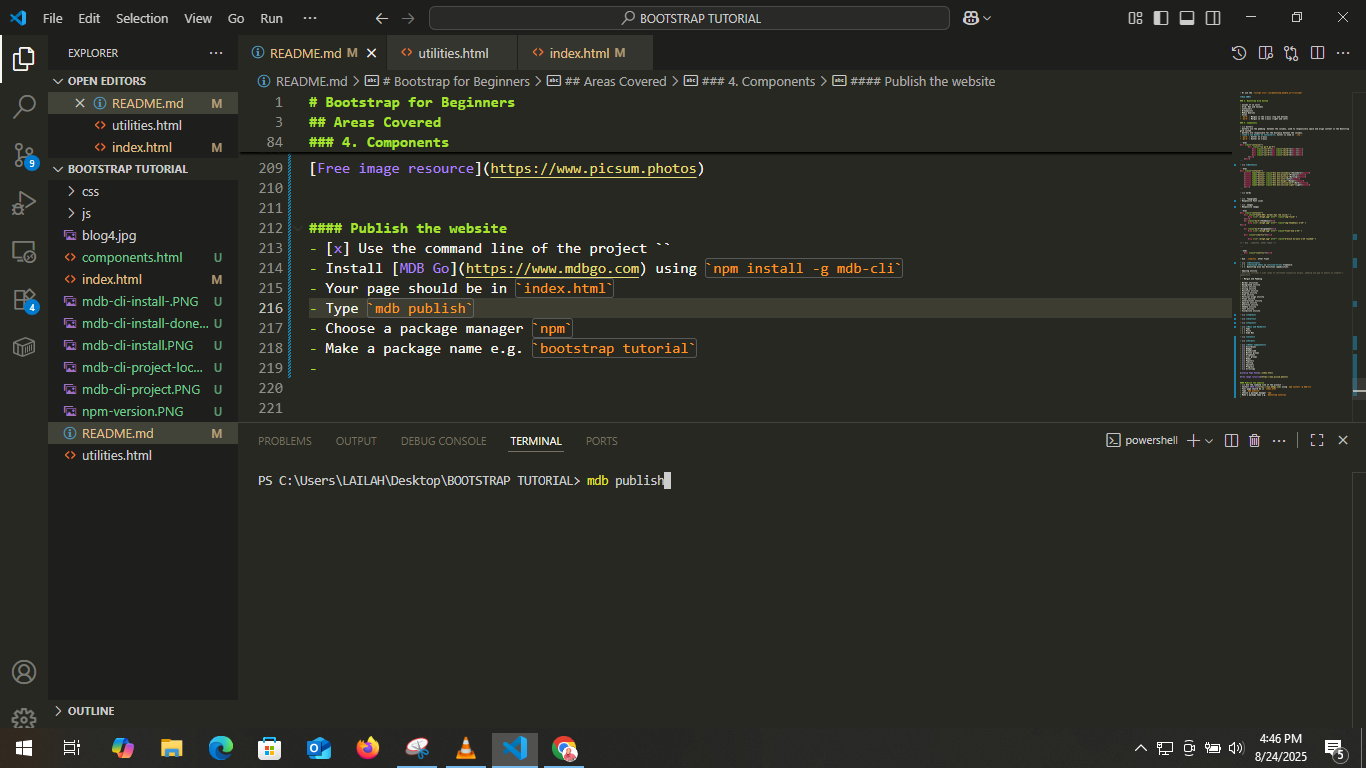 File Edit Selection View Go Run ··· BOOTSTRAP TUTORIAL
EXPLORER ···
README.md M
utilities.html
index.html M
OPEN EDITORS
README.md M
utilities.html
index.html M
BOOTSTRAP TUTORIAL
css
js
blog4.jpg
components.html U
index.html M
mdb-cli-install-.PNG U
mdb-cli-install-done... U
mdb-cli-install.PNG U
mdb-cli-project-loc... U
mdb-cli-project.PNG U
npm-version.PNG U
README.md M
utilities.html
OUTLINE
9
4
README.md > # Bootstrap for Beginners > ## Areas Covered > ### 4. Components > #### Publish the website
1 # Bootstrap for Beginners
3 ## Areas Covered
84 ### 4. Components
209 [Free image resource](https://www.picsum.photos)
210
211
212 #### Publish the website
213 - [x] Use the command line of the project ``
214 - Install [MDB Go](https://www.mdbgo.com) using `npm install -g mdb-cli`
215 - Your page should be in `index.html`
216 - Type `mdb publish`
217 - Choose a package manager `npm`
218 - Make a package name e.g. `bootstrap tutorial`
219 -
220
221
PROBLEMS OUTPUT DEBUG CONSOLE TERMINAL PORTS
powershell
PS C:\Users\LAILAH\Desktop\BOOTSTRAP TUTORIAL> mdb publish
4:46 PM
8/24/2025
5